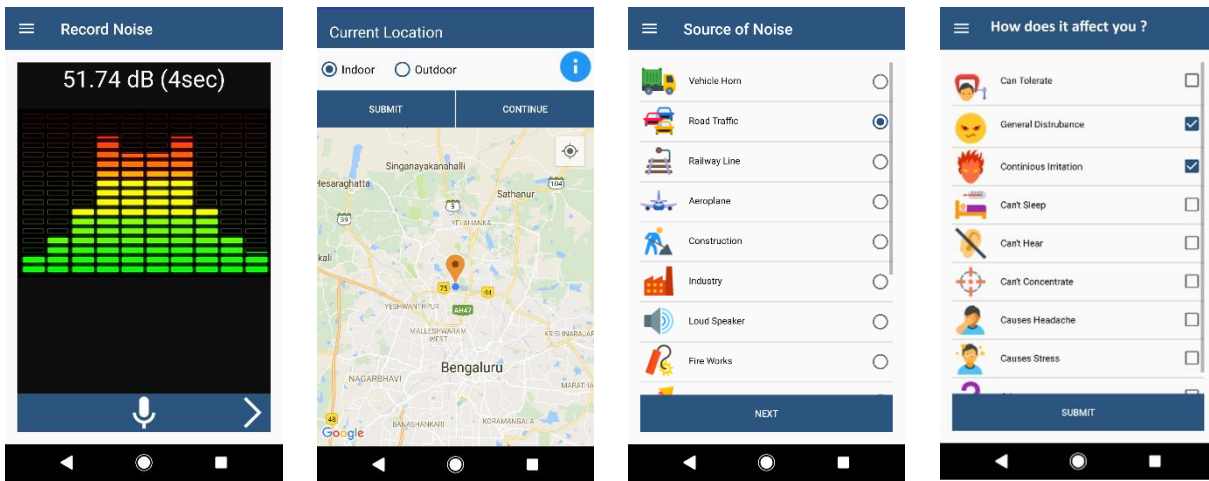 Record Noise
51.74 dB (4sec)
Current Location
Indoor
Outdoor
i
SUBMIT
CONTINUE
Singanayakanahalli
Hesaraghatta
104
Sathanur
5
39
YELAHANKA
kali
75
44
YESHWANTHPUR
AH47
MALLESHWARAM
WEST
KRISHNARAJAP
Bengaluru
NAGARBHAVI
MARATHA
48
BANASHANKARI
KORAMANGALA
Google
Source of Noise
Vehicle Horn
Road Traffic
Railway Line
Aeroplane
Construction
Industry
Loud Speaker
Fire Works
NEXT
How does it affect you ?
Can Tolerate
General Distrubance
Continious Irritation
Can't Sleep
Can't Hear
Can't Concentrate
Causes Headache
Causes Stress
SUBMIT